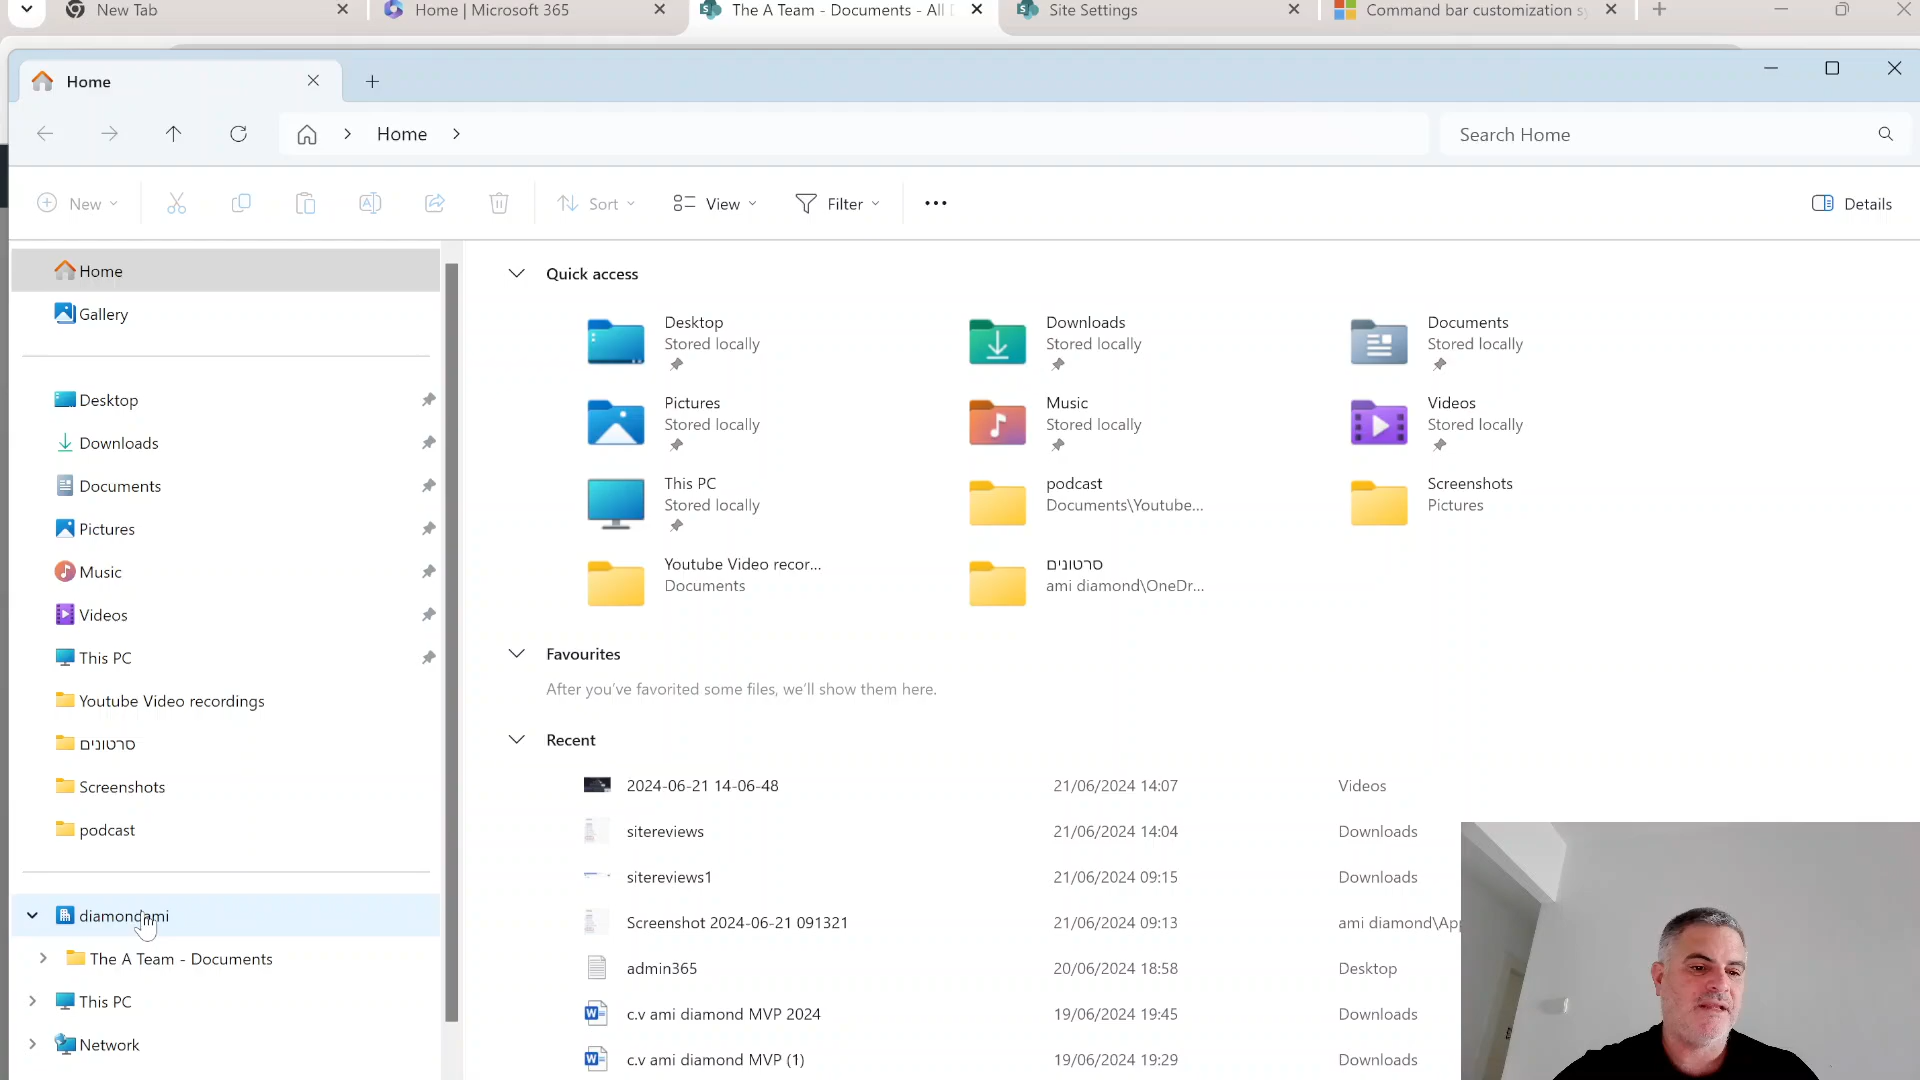 New Tab
Home | Microsoft 365
The A Team - Documents - All
Site Settings
Command bar customization sy
Home
Home
Search Home
New
Sort
View
Filter
Details
Home
Gallery
Desktop
Downloads
Documents
Pictures
Music
Videos
This PC
Youtube Video recordings
סרטונים
Screenshots
podcast
diamondami
The A Team - Documents
This PC
Network
Quick access
Desktop
Stored locally
Downloads
Stored locally
Documents
Stored locally
Pictures
Stored locally
Music
Stored locally
Videos
Stored locally
This PC
Stored locally
podcast
Documents\Youtube...
Screenshots
Pictures
Youtube Video recor...
Documents
סרטונים
ami diamond\OneDr...
Favourites
After you've favorited some files, we'll show them here.
Recent
2024-06-21 14-06-48 21/06/2024 14:07 Videos
sitereviews 21/06/2024 14:04 Downloads
sitereviews1 21/06/2024 09:15 Downloads
Screenshot 2024-06-21 091321 21/06/2024 09:13 ami diamond\App
admin365 20/06/2024 18:58 Desktop
c.v ami diamond MVP 2024 19/06/2024 19:45 Downloads
c.v ami diamond MVP (1) 19/06/2024 19:29 Downloads